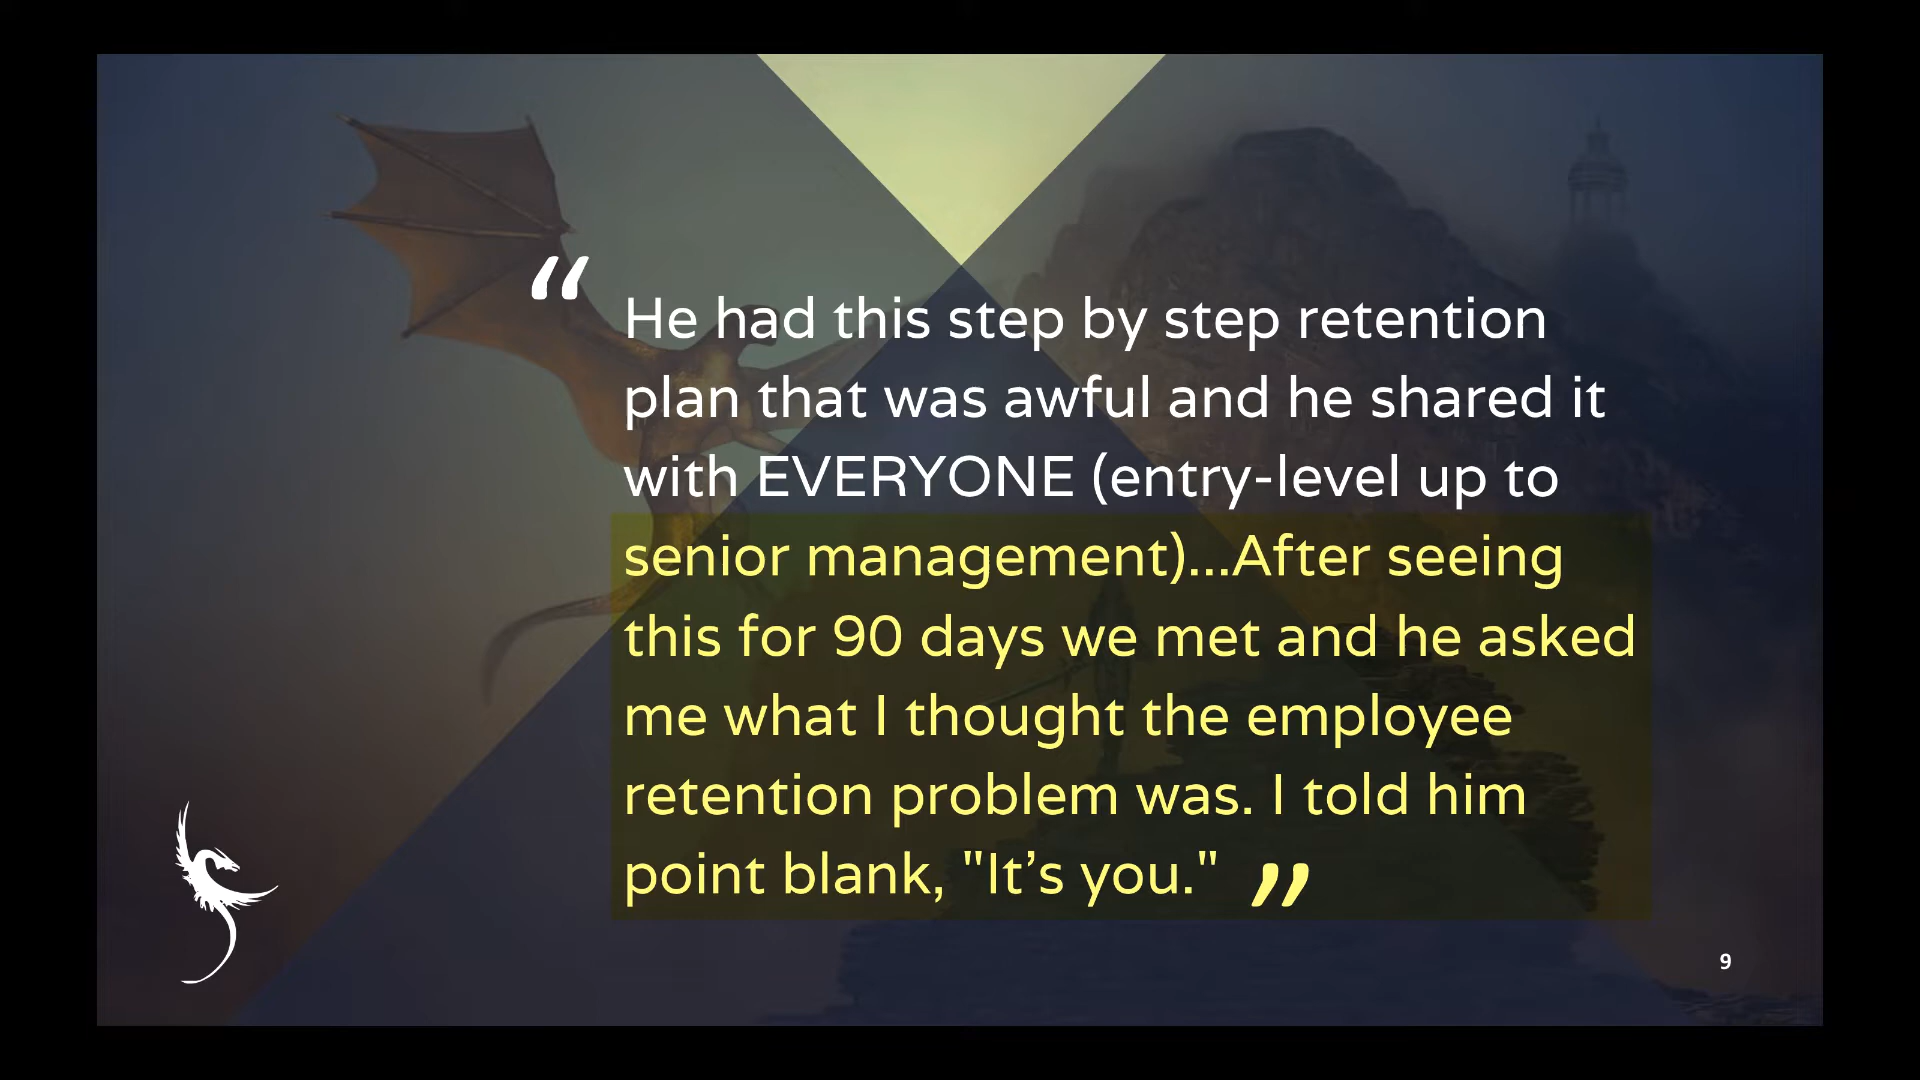 “ He had this step by step retention
plan that was awful and he shared it
with EVERYONE (entry-level up to
senior management)...After seeing
this for 90 days we met and he asked
me what I thought the employee
retention problem was. I told him
point blank, "It’s you." ”
9